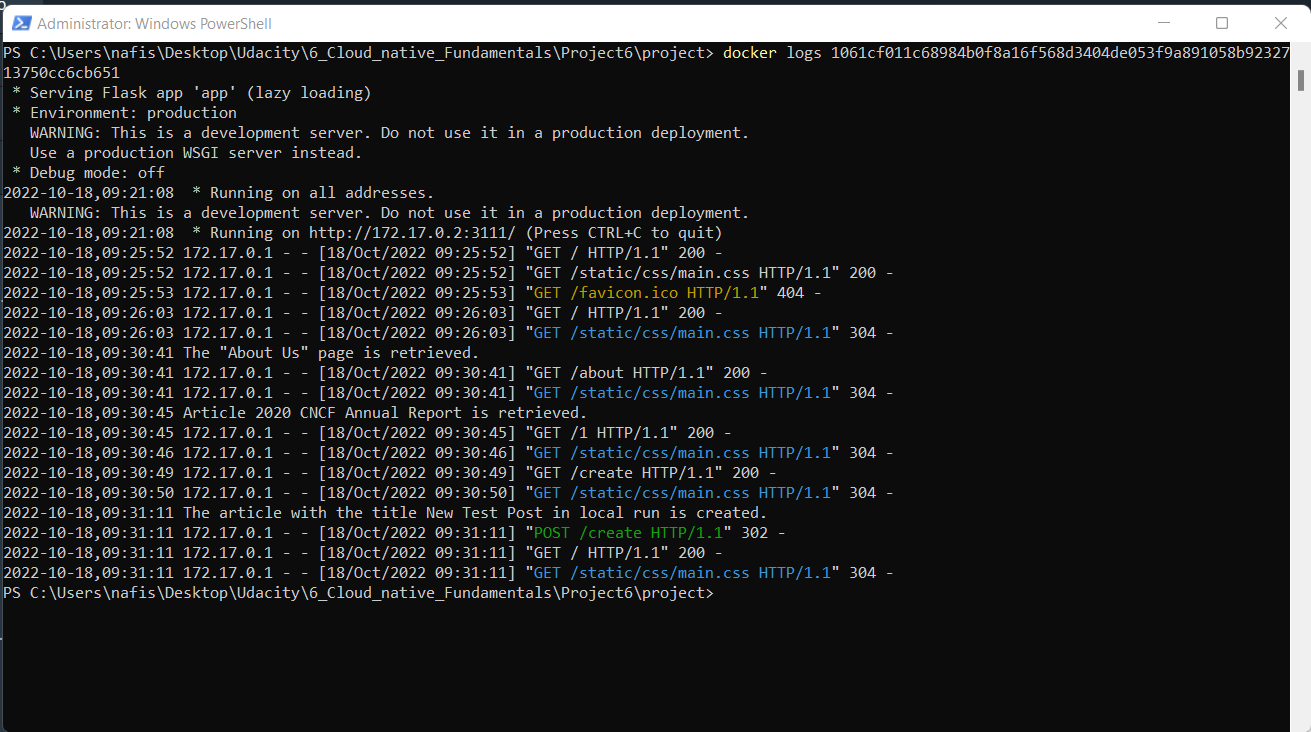 Administrator: Windows PowerShell
PS C:\Users\nafis\Desktop\Udacity\6_Cloud_native_Fundamentals\Project6\project> docker logs 1061cf011c68984b0f8a16f568d3404de053f9a891058b92327
13750cc6cb651
 * Serving Flask app 'app' (lazy loading)
 * Environment: production
   WARNING: This is a development server. Do not use it in a production deployment.
   Use a production WSGI server instead.
 * Debug mode: off
2022-10-18,09:21:08  * Running on all addresses.
   WARNING: This is a development server. Do not use it in a production deployment.
2022-10-18,09:21:08  * Running on http://172.17.0.2:3111/ (Press CTRL+C to quit)
2022-10-18,09:25:52 172.17.0.1 - - [18/Oct/2022 09:25:52] "GET / HTTP/1.1" 200 -
2022-10-18,09:25:52 172.17.0.1 - - [18/Oct/2022 09:25:52] "GET /static/css/main.css HTTP/1.1" 200 -
2022-10-18,09:25:53 172.17.0.1 - - [18/Oct/2022 09:25:53] "GET /favicon.ico HTTP/1.1" 404 -
2022-10-18,09:26:03 172.17.0.1 - - [18/Oct/2022 09:26:03] "GET / HTTP/1.1" 200 -
2022-10-18,09:26:03 172.17.0.1 - - [18/Oct/2022 09:26:03] "GET /static/css/main.css HTTP/1.1" 304 -
2022-10-18,09:30:41 The "About Us" page is retrieved.
2022-10-18,09:30:41 172.17.0.1 - - [18/Oct/2022 09:30:41] "GET /about HTTP/1.1" 200 -
2022-10-18,09:30:41 172.17.0.1 - - [18/Oct/2022 09:30:41] "GET /static/css/main.css HTTP/1.1" 304 -
2022-10-18,09:30:45 Article 2020 CNCF Annual Report is retrieved.
2022-10-18,09:30:45 172.17.0.1 - - [18/Oct/2022 09:30:45] "GET /1 HTTP/1.1" 200 -
2022-10-18,09:30:46 172.17.0.1 - - [18/Oct/2022 09:30:46] "GET /static/css/main.css HTTP/1.1" 304 -
2022-10-18,09:30:49 172.17.0.1 - - [18/Oct/2022 09:30:49] "GET /create HTTP/1.1" 200 -
2022-10-18,09:30:50 172.17.0.1 - - [18/Oct/2022 09:30:50] "GET /static/css/main.css HTTP/1.1" 304 -
2022-10-18,09:31:11 The article with the title New Test Post in local run is created.
2022-10-18,09:31:11 172.17.0.1 - - [18/Oct/2022 09:31:11] "POST /create HTTP/1.1" 302 -
2022-10-18,09:31:11 172.17.0.1 - - [18/Oct/2022 09:31:11] "GET / HTTP/1.1" 200 -
2022-10-18,09:31:11 172.17.0.1 - - [18/Oct/2022 09:31:11] "GET /static/css/main.css HTTP/1.1" 304 -
PS C:\Users\nafis\Desktop\Udacity\6_Cloud_native_Fundamentals\Project6\project>